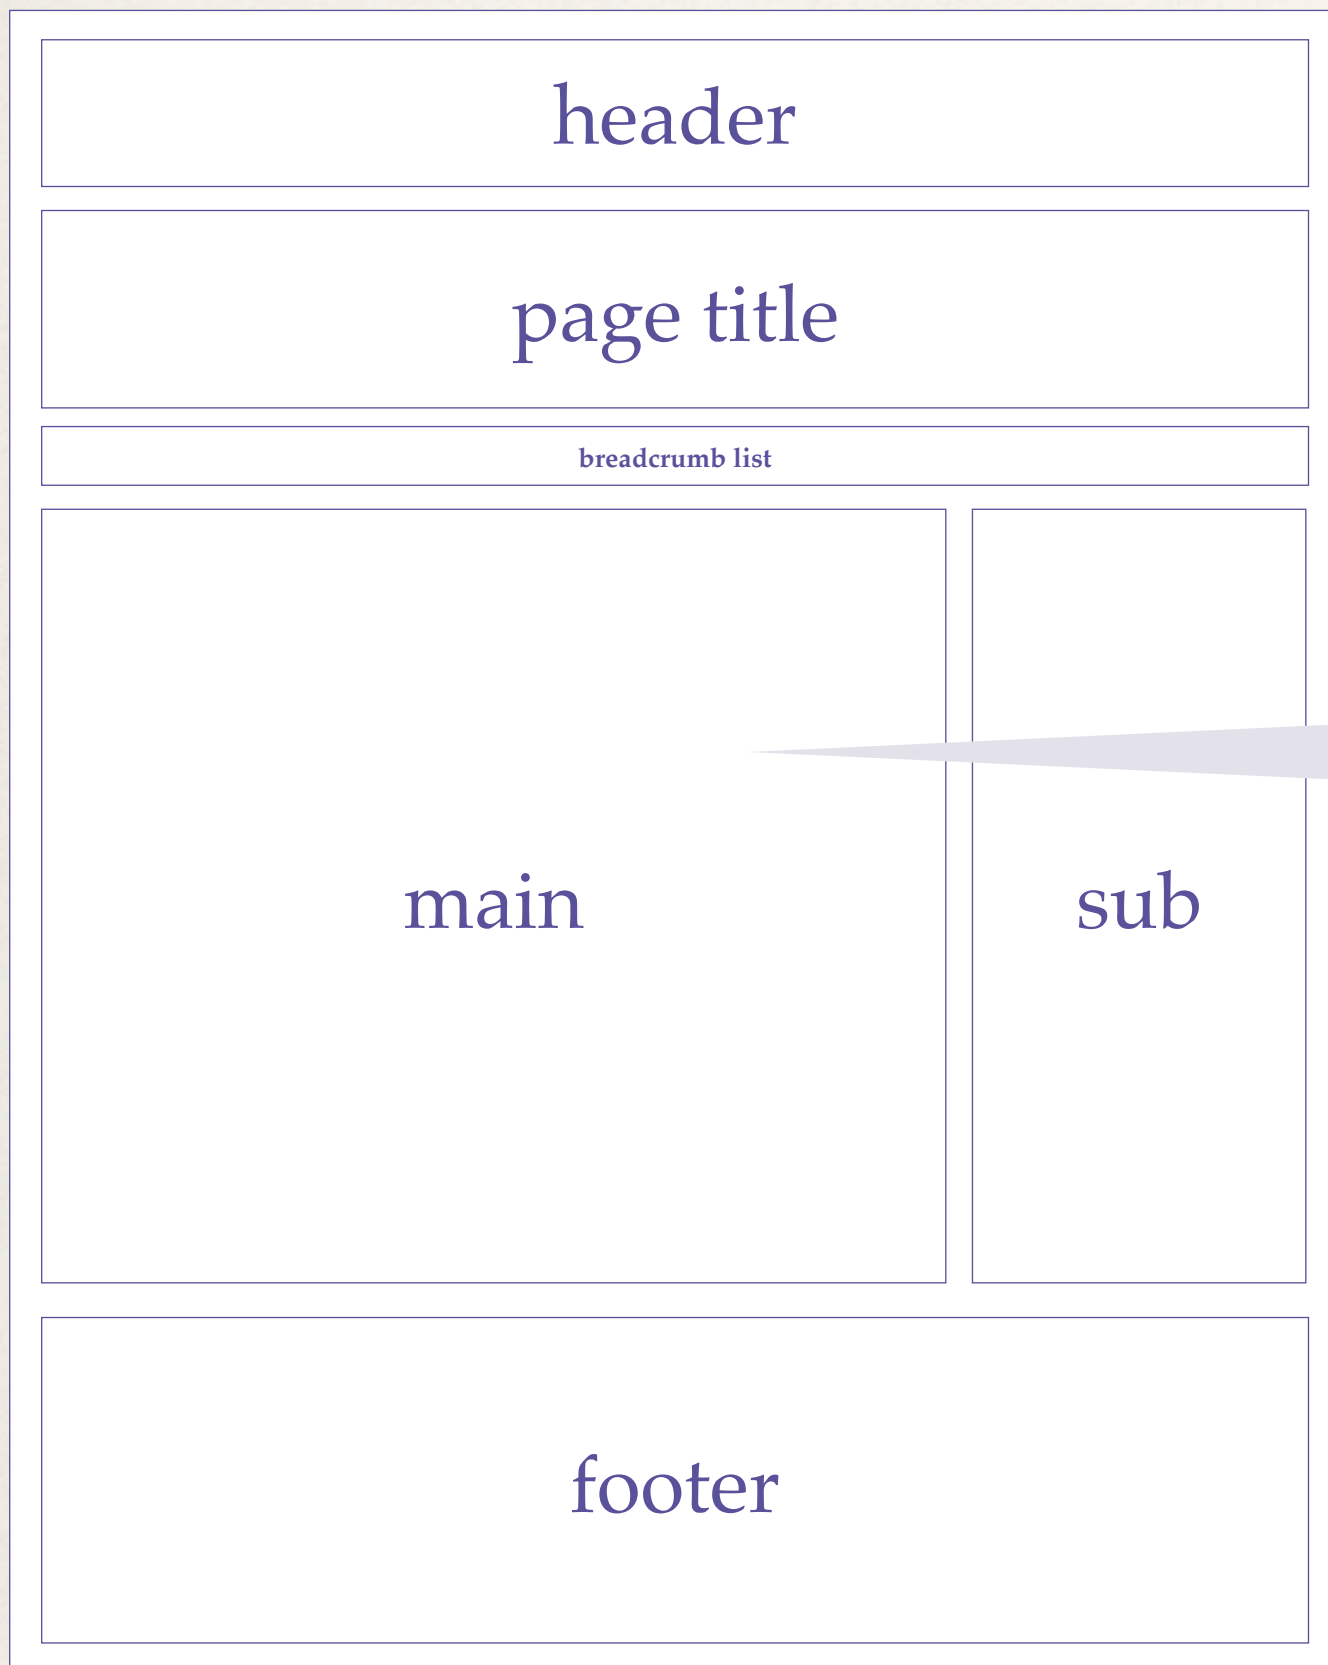 header
page title
breadcrumb list
main
sub
footer